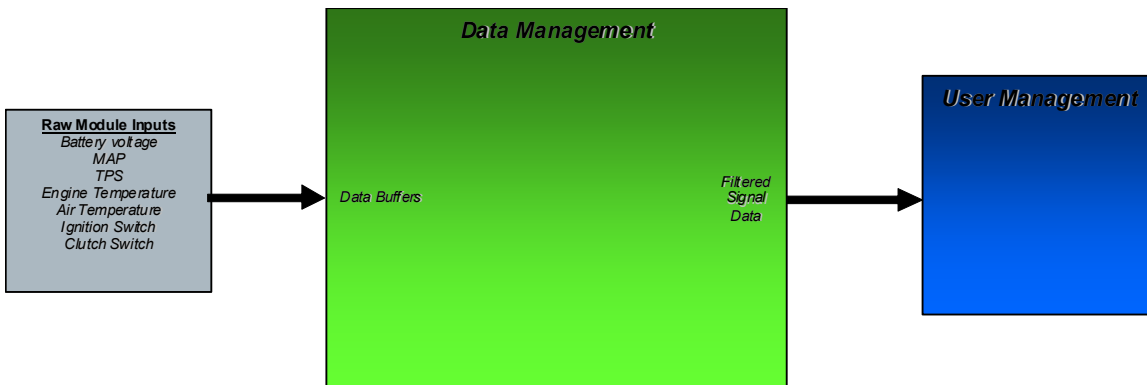 Data Management
User Management
Raw Module Inputs
Battery voltage
MAP
TPS
Engine Temperature
Air Temperature
Ignition Switch
Clutch Switch
Data Buffers
Filtered
Signal
Data